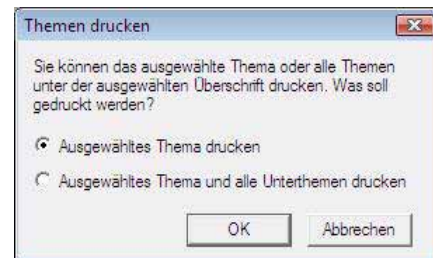 Themen drucken
Sie können das ausgewählte Thema oder alle Themen
unter der ausgewählten Überschrift drucken. Was soll
gedruckt werden?
Ausgewähltes Thema drucken
Ausgewähltes Thema und alle Unterthemen drucken
OK
Abbrechen